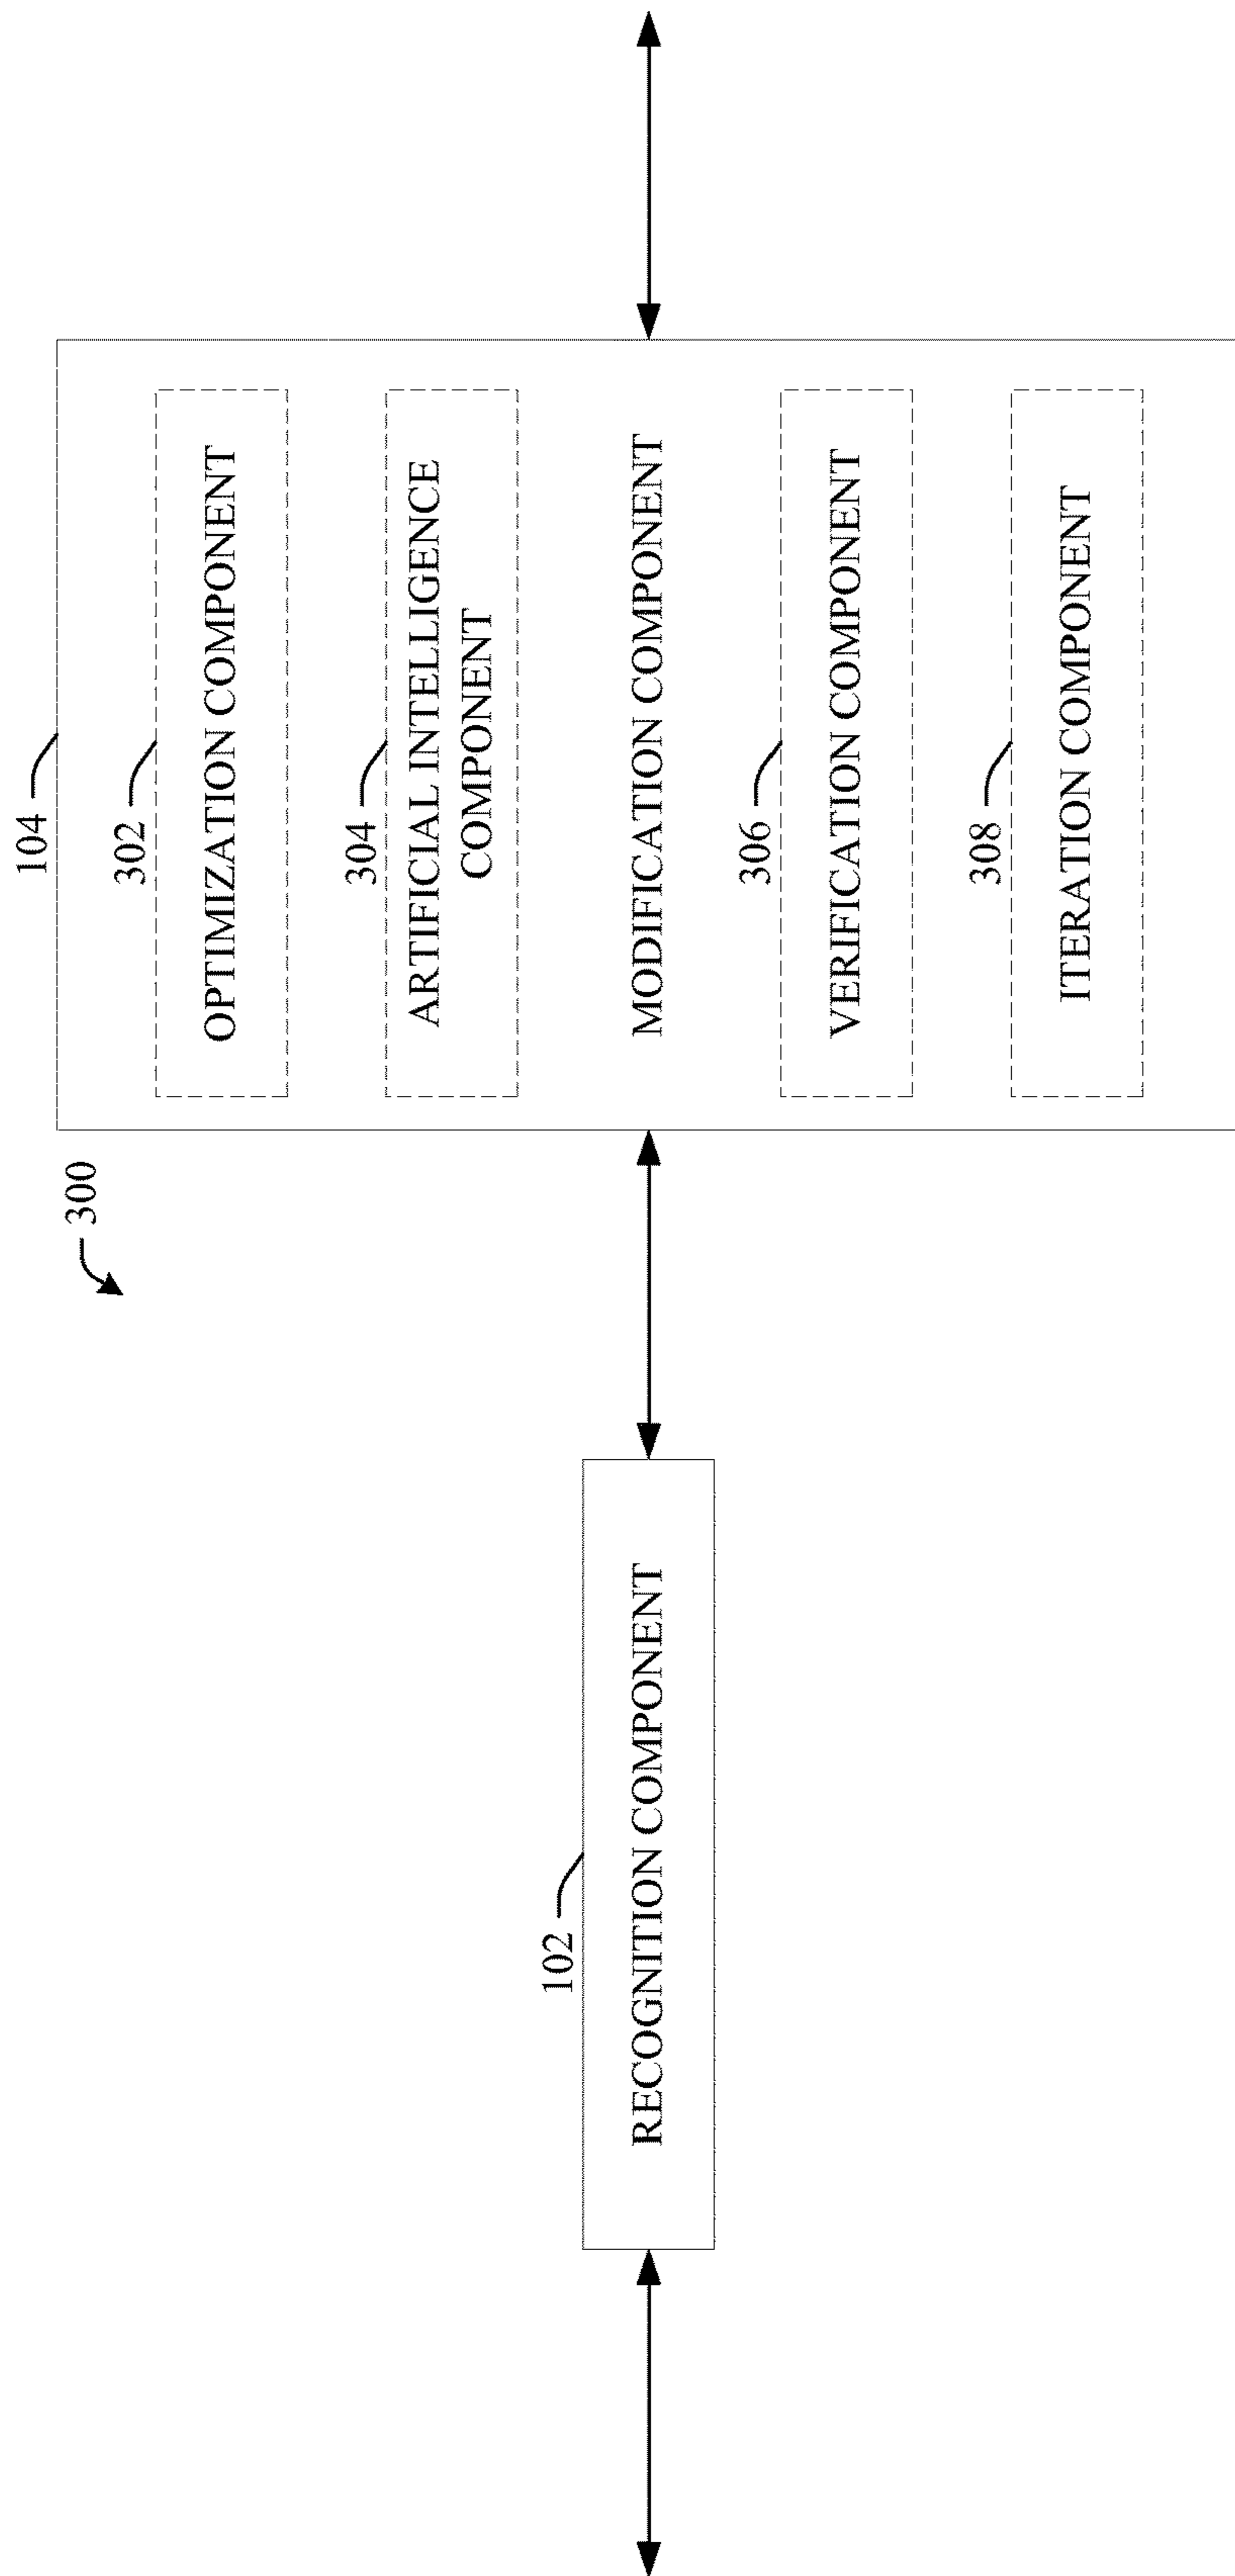 300
104
302
OPTIMIZATION COMPONENT
304
ARTIFICIAL INTELLIGENCE
COMPONENT
102
RECOGNITION COMPONENT
MODIFICATION COMPONENT
306
VERIFICATION COMPONENT
308
ITERATION COMPONENT